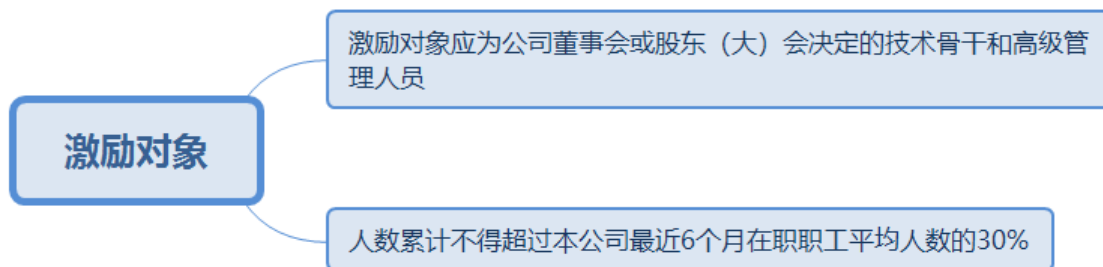 激励对象
激励对象应为公司董事会或股东（大）会决定的技术骨干和高级管
理人员
人数累计不得超过本公司最近6个月在职职工平均人数的30%